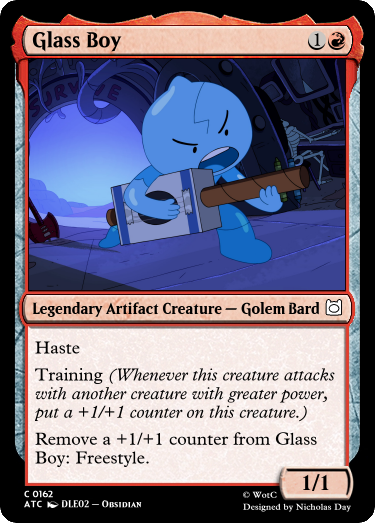 Glass Boy
1
SURVIVE
Legendary Artifact Creature — Golem Bard
Haste
Training (Whenever this creature attacks
with another creature with greater power,
put a +1/+1 counter on this creature.)
Remove a +1/+1 counter from Glass
Boy: Freestyle.
1/1
C 0162
ATC DLE02 – Obsidian
© WotC
Designed by Nicholas Day